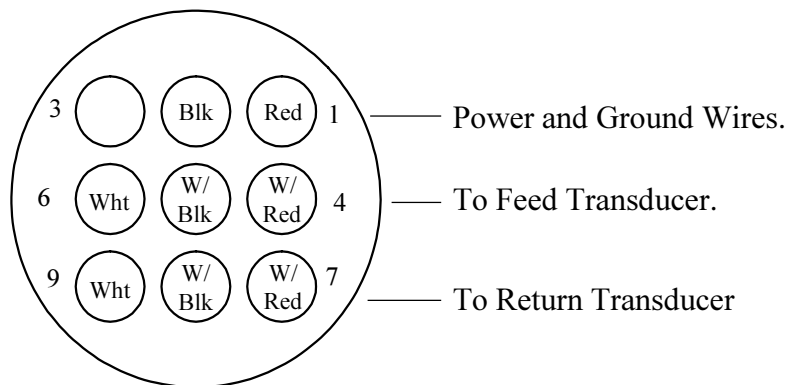 3 Blk Red 1 Power and Ground Wires.
6 Wht W/ Blk W/ Red 4 To Feed Transducer.
9 Wht W/ Blk W/ Red 7 To Return Transducer